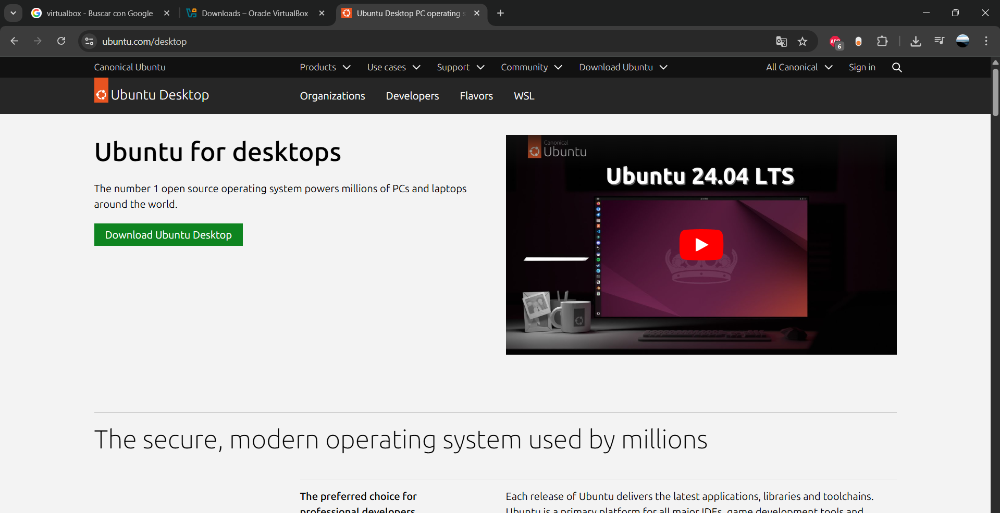 virtualbox - Buscar con Google
Downloads – Oracle VirtualBox
Ubuntu Desktop PC operating s
ubuntu.com/desktop
ABP
6
Canonical Ubuntu
Products
Use cases
Support
Community
Download Ubuntu
All Canonical
Sign in
Ubuntu Desktop
Organizations
Developers
Flavors
WSL
Ubuntu for desktops
The number 1 open source operating system powers millions of PCs and laptops
around the world.
Download Ubuntu Desktop
Canonical
Ubuntu
Ubuntu 24.04 LTS
The secure, modern operating system used by millions
The preferred choice for
professional developers
Each release of Ubuntu delivers the latest applications, libraries and toolchains.
Ubuntu is a primary platform for all major IDEs, game development tools and